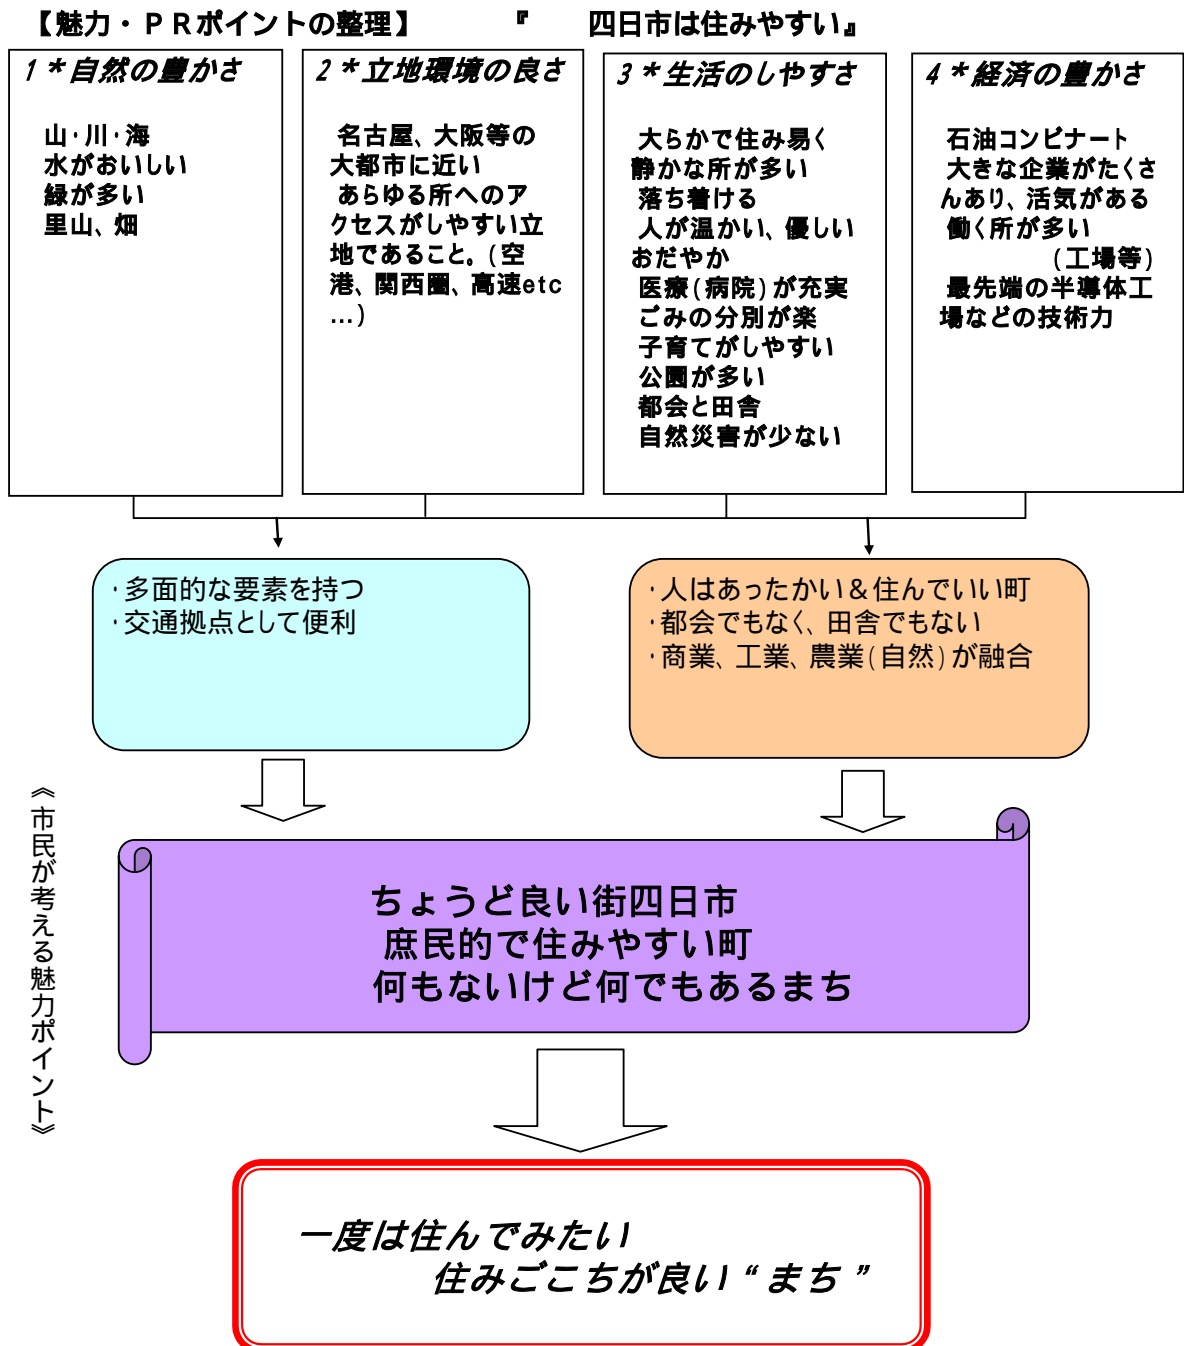 【魅力・ＰＲポイントの整理】　　　『　　四日市は住みやすい』
1＊自然の豊かさ
山・川・海
水がおいしい
緑が多い
里山、畑
2＊立地環境の良さ
名古屋、大阪等の
大都市に近い
あらゆる所へのア
クセスがしやすい立
地であること。(空
港、関西圏、高速etc
…)
3＊生活のしやすさ
大らかで住み易く
静かな所が多い
落ち着ける
人が温かい、優しい
おだやか
医療(病院)が充実
ごみの分別が楽
子育てがしやすい
公園が多い
都会と田舎
自然災害が少ない
4＊経済の豊かさ
石油コンビナート
大きな企業がたくさ
んあり、活気がある
働く所が多い
(工場等)
最先端の半導体工
場などの技術力
・多面的な要素を持つ
・交通拠点として便利
・人はあったかい＆住んでいい町
・都会でもなく、田舎でもない
・商業、工業、農業(自然)が融合
《市民が考える魅力ポイント》
ちょうど良い街四日市
庶民的で住みやすい町
何もないけど何でもあるまち
一度は住んでみたい
住みごこちが良い“まち”